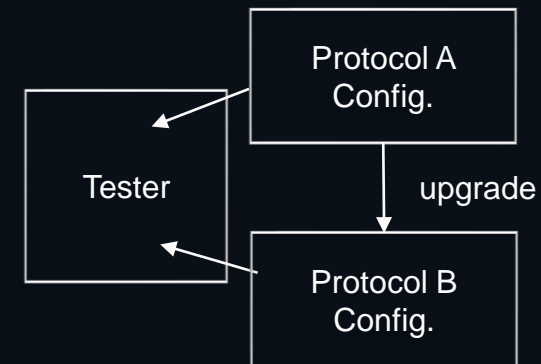 Protocol A
Config.
Tester
upgrade
Protocol B
Config.